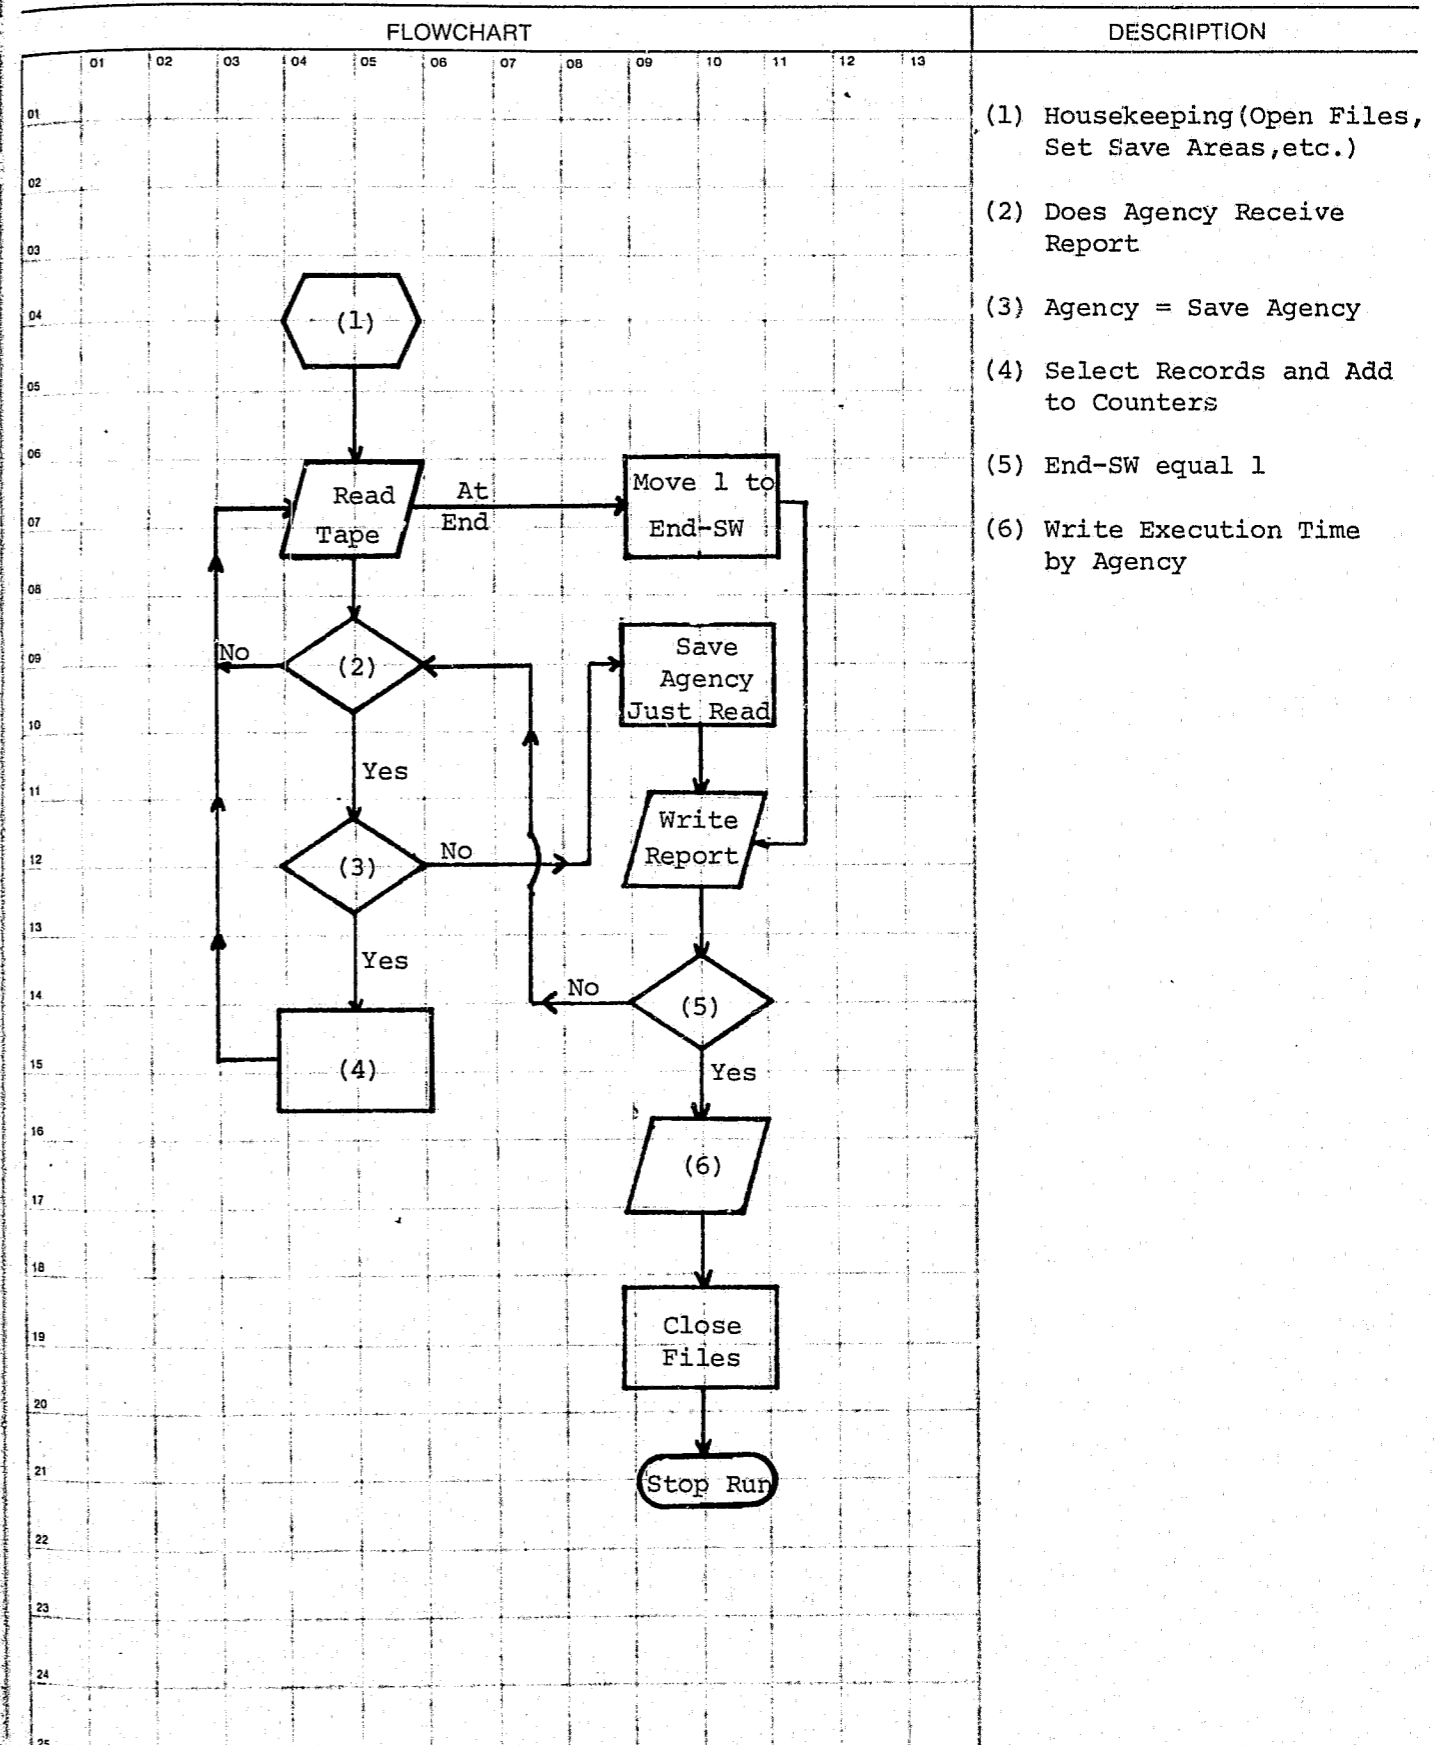 FLOWCHART
DESCRIPTION
01 02 03 04 05 06 07 08 09 10 11 12 13
01
02
03
04
05
06
07
08
09
10
11
12
13
14
15
16
17
18
19
20
21
22
23
24
25
(1)
Read
Tape
At
End
Move 1 to
End-SW
No
(2)
Yes
Save
Agency
Just Read
(3)
No
Write
Report
Yes
(4)
No
(5)
Yes
(6)
Close
Files
Stop Run
(1) Housekeeping(Open Files,
Set Save Areas,etc.)
(2) Does Agency Receive
Report
(3) Agency = Save Agency
(4) Select Records and Add
to Counters
(5) End-SW equal 1
(6) Write Execution Time
by Agency